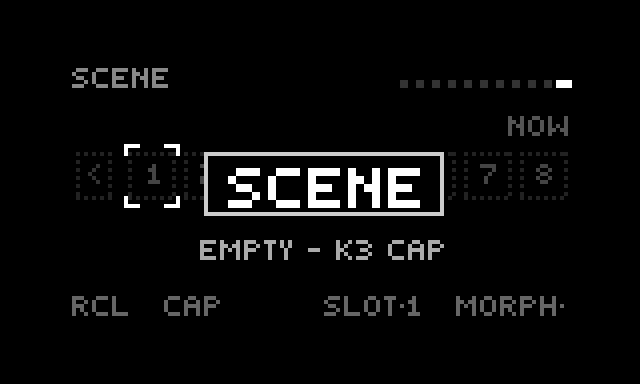 SCENE
NOW
< 1 SCENE 7 8
EMPTY - K3 CAP
RCL CAP SLOT·1 MORPH·